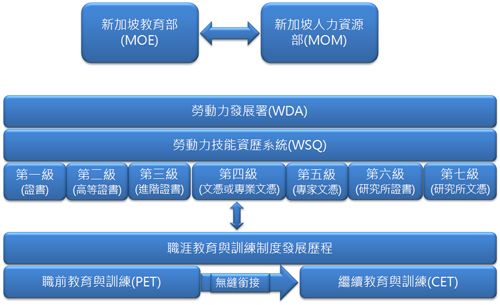 新加坡教育部
(MOE)
新加坡人力資源
部(MOM)
勞動力發展署(WDA)
勞動力技能資歷系統(WSQ)
第一級
(證書)
第二級
(高等證書)
第三級
(進階證書)
第四級
(文憑或專業文憑)
第五級
(專家文憑)
第六級
(研究所證書)
第七級
(研究所文憑)
職涯教育與訓練制度發展歷程
職前教育與訓練(PET)
無縫銜接
繼續教育與訓練(CET)